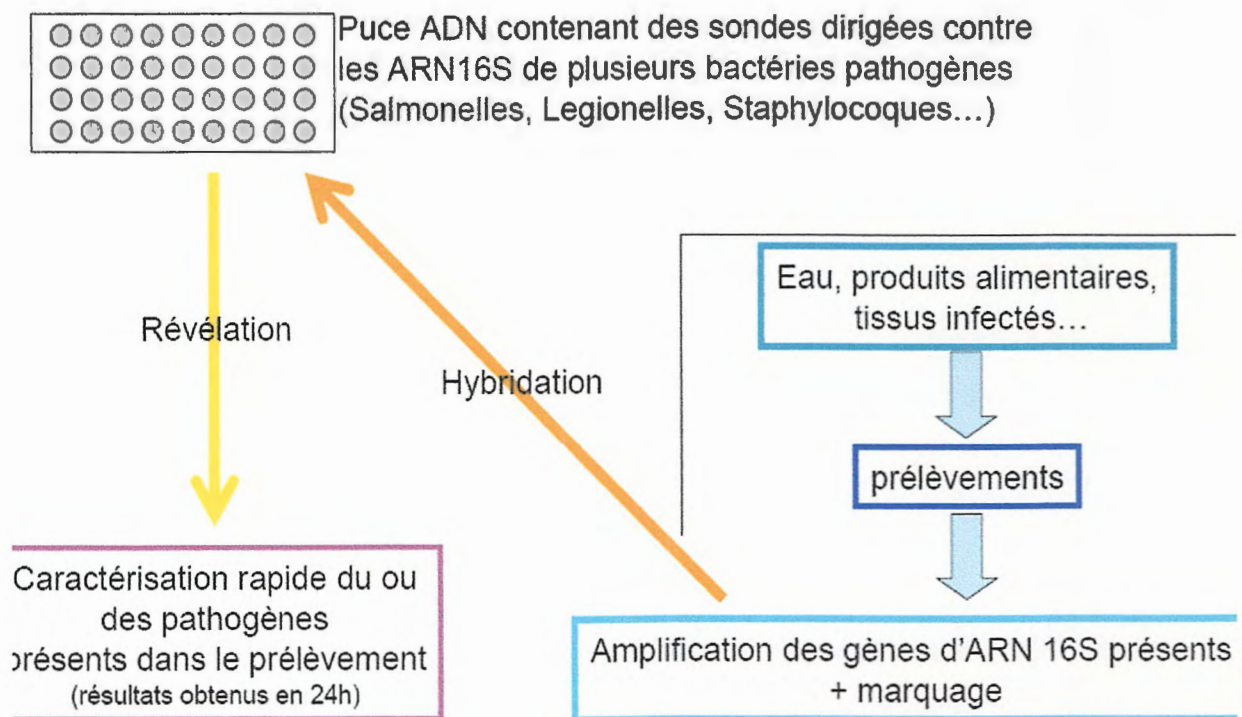 Puce ADN contenant des sondes dirigées contre
les ARN16S de plusieurs bactéries pathogènes
(Salmonelles, Legionelles, Staphylocoques...)
Révélation
Hybridation
Eau, produits alimentaires,
tissus infectés...
prélèvements
Amplification des gènes d'ARN 16S présents
+ marquage
Caractérisation rapide du ou
des pathogènes
présents dans le prélèvement
(résultats obtenus en 24h)